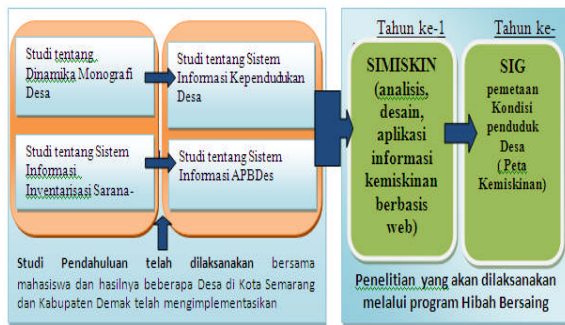 Studi tentang
Dinamika Monografi
Desa
Studi tentang Sistem
Informasi Kependudukan
Desa
Studi tentang Sistem
Informasi
Inventarisasi Sarana-
Studi tentang Sistem
Informasi APBDes
Studi Pendahuluan telah dilaksanakan bersama
mahasiswa dan hasilnya beberapa Desa di Kota Semarang
dan Kabupaten Demak telah mengimplementasikan
Tahun ke-1
SIMISKIN
(analisis,
desain,
aplikasi
informasi
kemiskinan
berbasis
web)
Tahun ke-
SIG
pemetaan
Kondisi
penduduk
Desa
(Peta
Kemiskinan)
Penelitian yang akan dilaksanakan
melalui program Hibah Bersaing